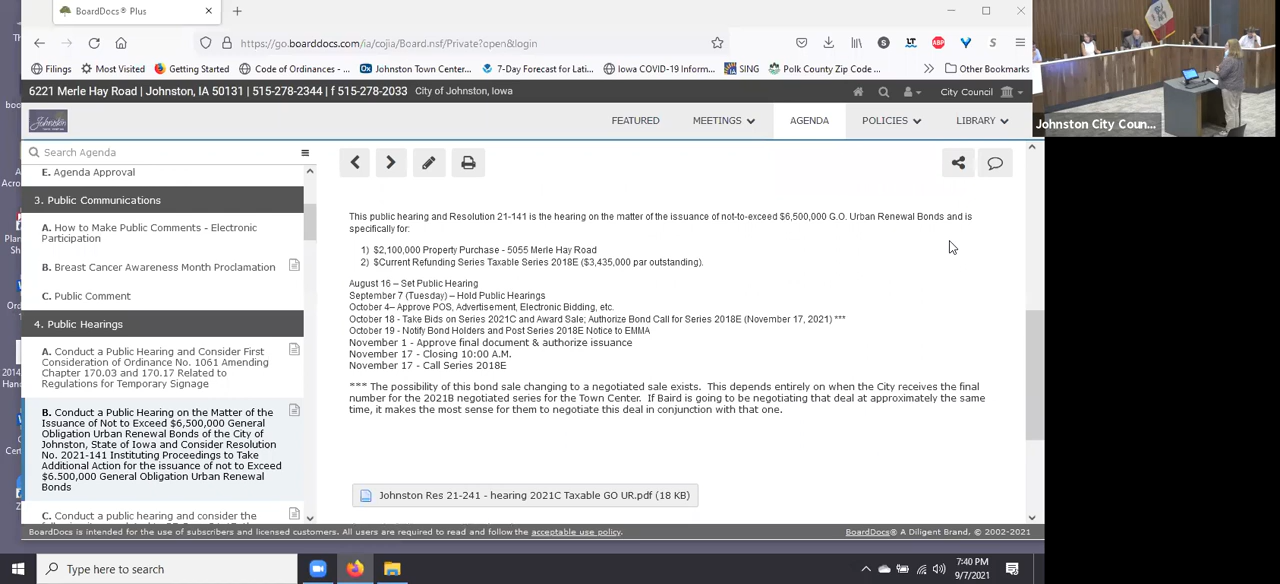 BoardDocs® Plus
https://go.boarddocs.com/ia/cojia/Board.nsf/Private?open&login
Filings
Most Visited
Getting Started
Code of Ordinances -...
Johnston Town Center...
7-Day Forecast for Lati...
Iowa COVID-19 Inform...
SING
Polk County Zip Code ...
Other Bookmarks
6221 Merle Hay Road | Johnston, IA 50131 | 515-278-2344 | f 515-278-2033
City of Johnston, Iowa
City Council
Johnston City Coun...
Johnston
FEATURED
MEETINGS
AGENDA
POLICIES
LIBRARY
Search Agenda
E. Agenda Approval
3. Public Communications
A. How to Make Public Comments - Electronic
Participation
B. Breast Cancer Awareness Month Proclamation
C. Public Comment
4. Public Hearings
A. Conduct a Public Hearing and Consider First
Consideration of Ordinance No. 1061 Amending
Chapter 170.03 and 170.17 Related to
Regulations for Temporary Signage
B. Conduct a Public Hearing on the Matter of the
Issuance of Not to Exceed $6,500,000 General
Obligation Urban Renewal Bonds of the City of
Johnston, State of Iowa and Consider Resolution
No. 2021-141 Instituting Proceedings to Take
Additional Action for the issuance of not to Exceed
$6.500,000 General Obligation Urban Renewal
Bonds
C. Conduct a public hearing and consider the
This public hearing and Resolution 21-141 is the hearing on the matter of the issuance of not-to-exceed $6,500,000 G.O. Urban Renewal Bonds and is
specifically for:
1) $2,100,000 Property Purchase - 5055 Merle Hay Road
2) $Current Refunding Series Taxable Series 2018E ($3,435,000 par outstanding).
August 16 – Set Public Hearing
September 7 (Tuesday) – Hold Public Hearings
October 4– Approve POS, Advertisement, Electronic Bidding, etc.
October 18 - Take Bids on Series 2021C and Award Sale; Authorize Bond Call for Series 2018E (November 17, 2021) ***
October 19 - Notify Bond Holders and Post Series 2018E Notice to EMMA
November 1 - Approve final document & authorize issuance
November 17 - Closing 10:00 A.M.
November 17 - Call Series 2018E
*** The possibility of this bond sale changing to a negotiated sale exists. This depends entirely on when the City receives the final
number for the 2021B negotiated series for the Town Center. If Baird is going to be negotiating that deal at approximately the same
time, it makes the most sense for them to negotiate this deal in conjunction with that one.
Johnston Res 21-241 - hearing 2021C Taxable GO UR.pdf (18 KB)
BoardDocs is intended for the use of subscribers and licensed customers. All users are required to read and follow the acceptable use policy.
BoardDocs® A Diligent Brand, © 2002-2021
Type here to search
7:40 PM
9/7/2021